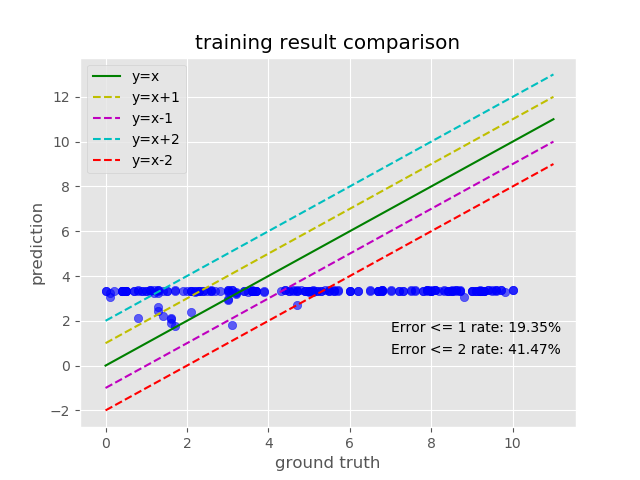 training result comparison
y=x
y=x+1
y=x-1
y=x+2
y=x-2
12
10
8
6
4
2
0
−2
prediction
Error <= 1 rate: 19.35%
Error <= 2 rate: 41.47%
0 2 4 6 8 10
ground truth